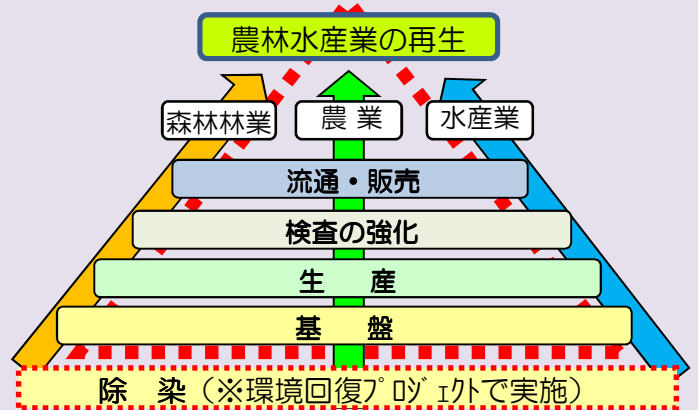 農林水産業の再生
森林林業 農 業 水産業
流通・販売
検査の強化
生 産
基 盤
除 染（※環境回復ﾌﾟﾛｼﾞｪｸﾄで実施）